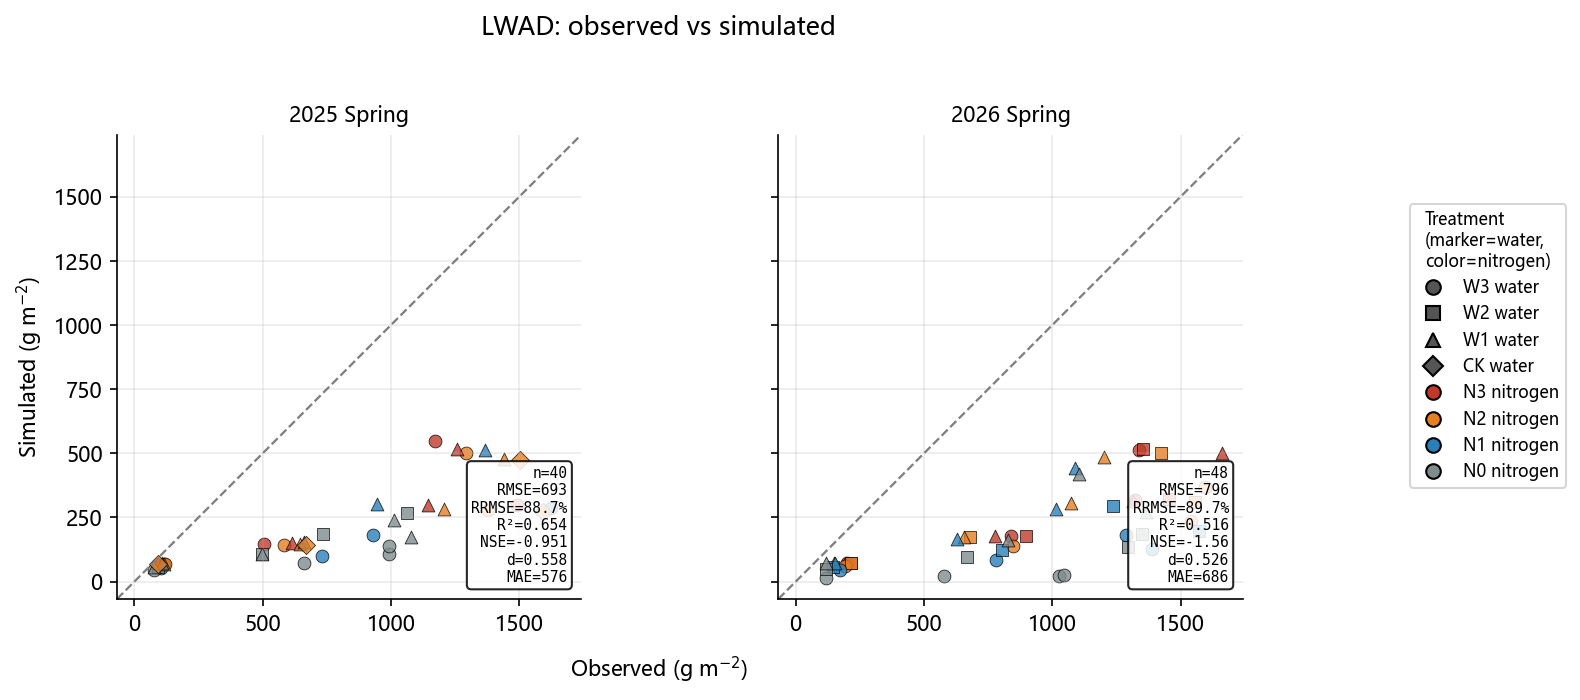 LWAD: observed vs simulated
2025 Spring
2026 Spring
Simulated (g m⁻²)
1500
1250
1000
750
500
250
0
0
500
1000
1500
n=40
RMSE=693
RRMSE=88.7%
R²=0.654
NSE=-0.951
d=0.558
MAE=576
0
500
1000
1500
n=48
RMSE=796
RRMSE=89.7%
R²=0.516
NSE=-1.56
d=0.526
MAE=686
Observed (g m⁻²)
Treatment
(marker=water,
color=nitrogen)
W3 water
W2 water
W1 water
CK water
N3 nitrogen
N2 nitrogen
N1 nitrogen
N0 nitrogen